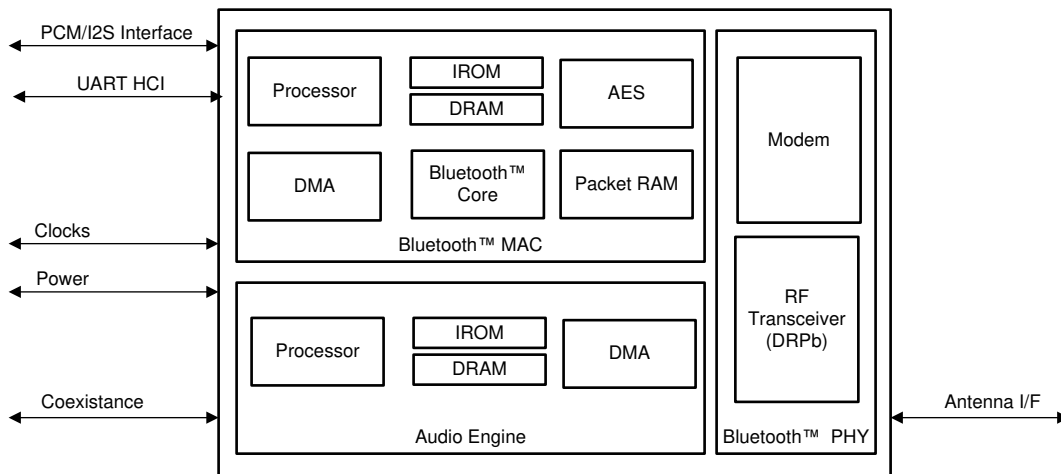 PCM/I2S Interface
UART HCI
Clocks
Power
Coexistance
Processor
IROM
DRAM
AES
DMA
Bluetooth™
Core
Packet RAM
Bluetooth™ MAC
Processor
IROM
DRAM
DMA
Audio Engine
Modem
RF
Transceiver
(DRPb)
Bluetooth™ PHY
Antenna I/F